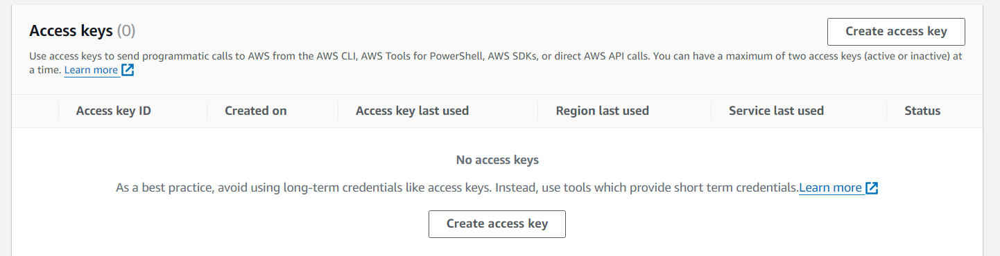 Access keys (0)
Create access key
Use access keys to send programmatic calls to AWS from the AWS CLI, AWS Tools for PowerShell, AWS SDKs, or direct AWS API calls. You can have a maximum of two access keys (active or inactive) at
a time. Learn more
Access key ID
Created on
Access key last used
Region last used
Service last used
Status
No access keys
As a best practice, avoid using long-term credentials like access keys. Instead, use tools which provide short term credentials.Learn more
Create access key